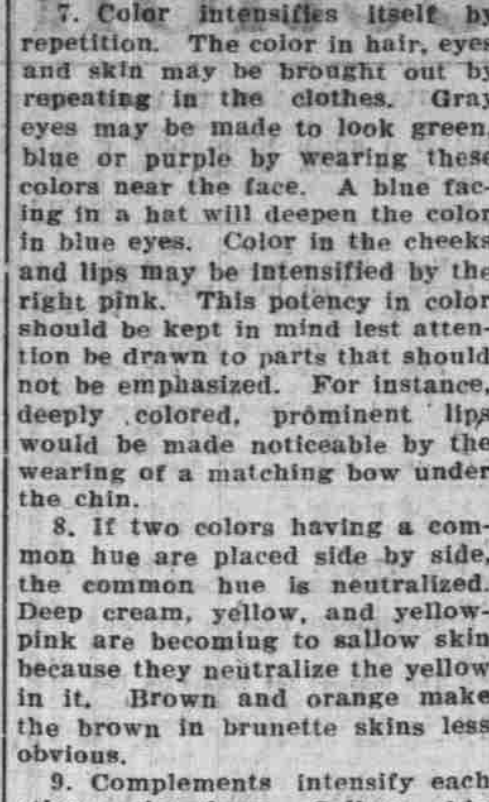 7. Color intensifies itself by
repetition. The color in hair, eyes
and skin may be brought out by
repeating in the clothes. Gray
eyes may be made to look green,
blue or purple by wearing these
colors near the face. A blue fac-
ing in a hat will deepen the color
in blue eyes. Color in the cheeks
and lips may be intensified by the
right pink. This potency in color
should be kept in mind lest atten-
tion be drawn to parts that should
not be emphasized. For instance,
deeply colored, prominent lips
would be made noticeable by the
wearing of a matching bow under
the chin.
8. If two colors having a com-
mon hue are placed side by side,
the common hue is neutralized.
Deep cream, yellow, and yellow-
pink are becoming to sallow skin
because they neutralize the yellow
in it. Brown and orange make
the brown in brunette skins less
obvious.
9. Complements intensify each